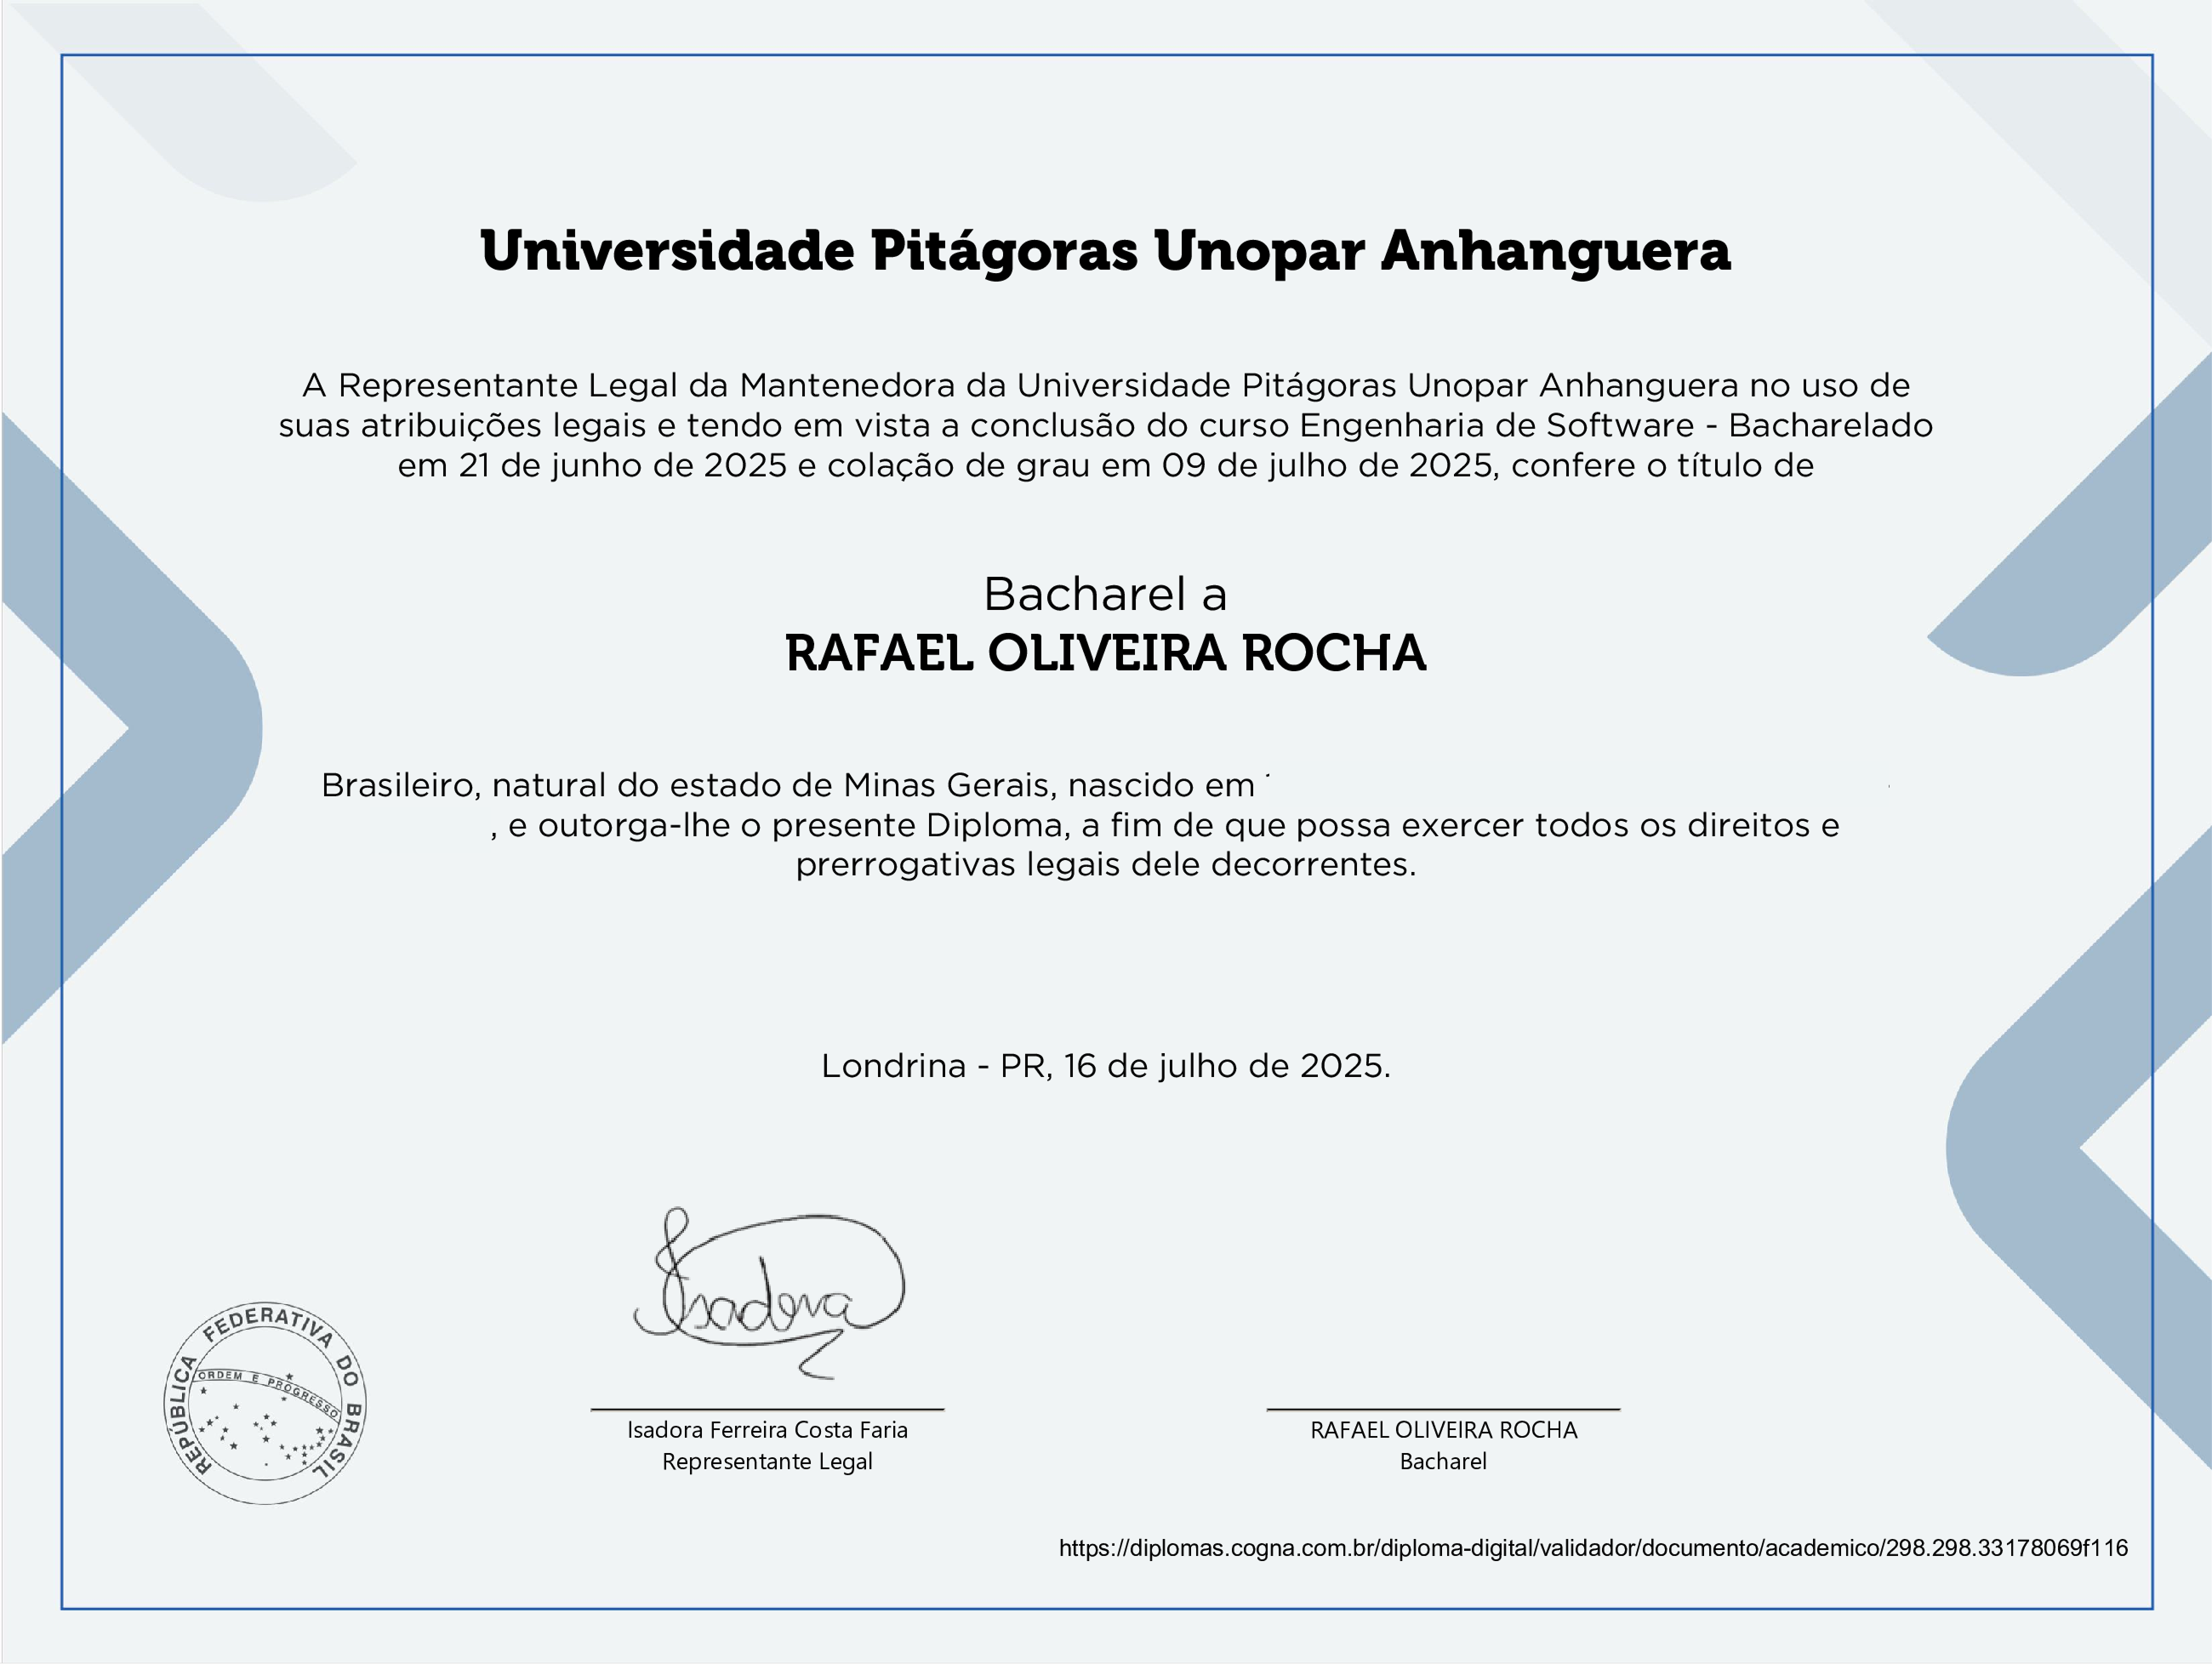 Universidade Pitágoras Unopar Anhanguera
A Representante Legal da Mantenedora da Universidade Pitágoras Unopar Anhanguera no uso de
suas atribuições legais e tendo em vista a conclusão do curso Engenharia de Software - Bacharelado
em 21 de junho de 2025 e colação de grau em 09 de julho de 2025, confere o título de
Bacharel a
RAFAEL OLIVEIRA ROCHA
Brasileiro, natural do estado de Minas Gerais, nascido em
, e outorga-lhe o presente Diploma, a fim de que possa exercer todos os direitos e
prerrogativas legais dele decorrentes.
Londrina - PR, 16 de julho de 2025.
Isadora
REPÚBLICA FEDERATIVA DO BRASIL
ORDEM E PROGRESSO
Isadora Ferreira Costa Faria
Representante Legal
RAFAEL OLIVEIRA ROCHA
Bacharel
https://diplomas.cogna.com.br/diploma-digital/validador/documento/academico/298.298.33178069f116